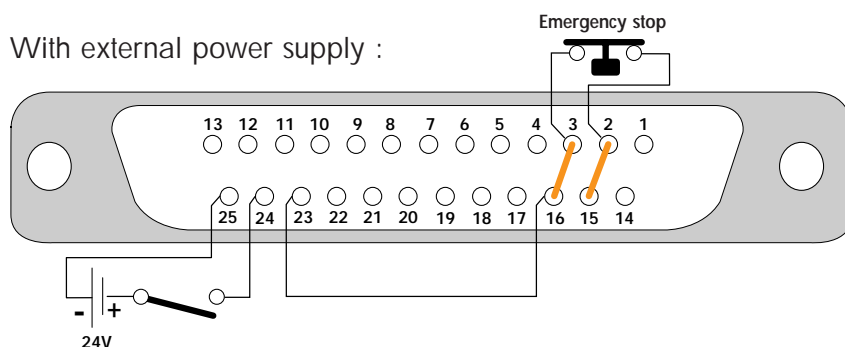 Emergency stop
With external power supply :
13 12 11 10 9 8 7 6 5 4 3 2 1
25 24 23 22 21 20 19 18 17 16 15 14
- +
24V